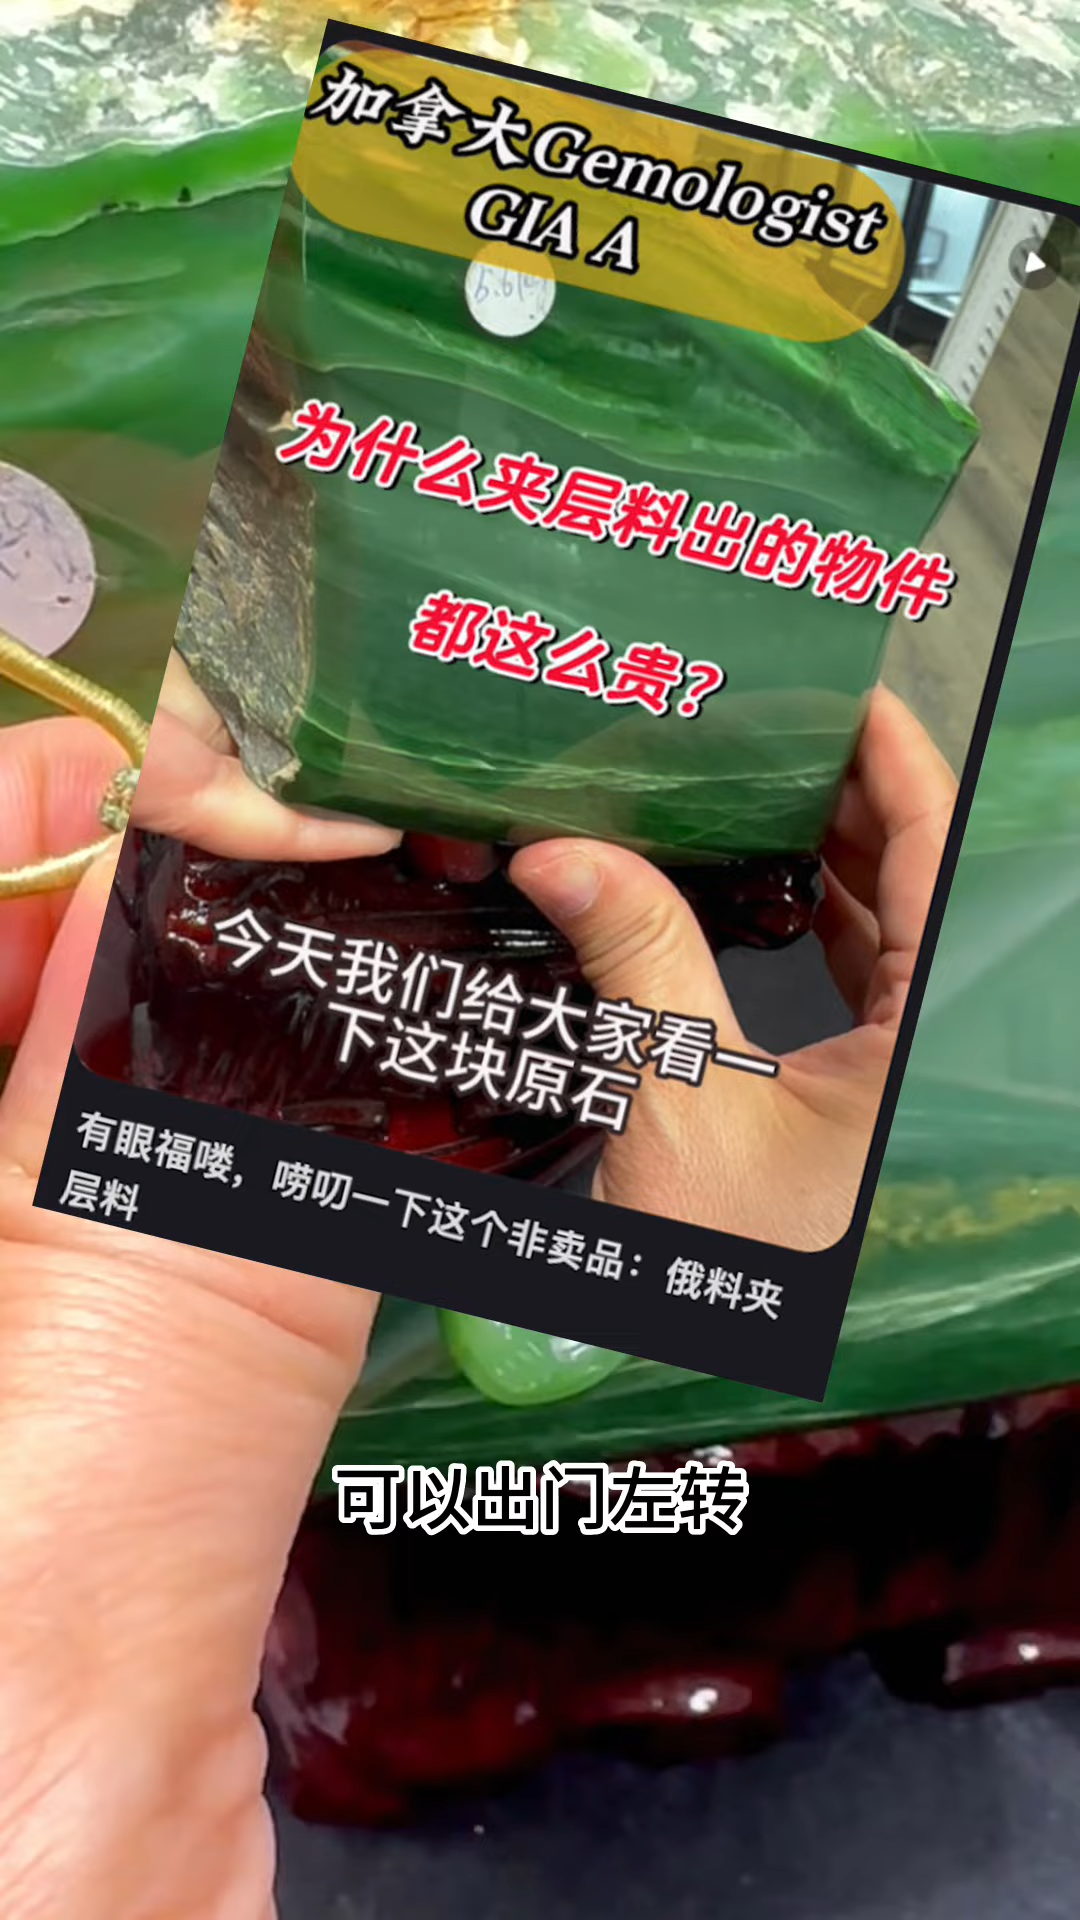 加拿大Gemologist
GIA A
为什么夹层料出的物件
都这么贵？
今天我们给大家看一
下这块原石
有眼福喽，唠叨一下这个非卖品：俄料夹
层料
可以出门左转